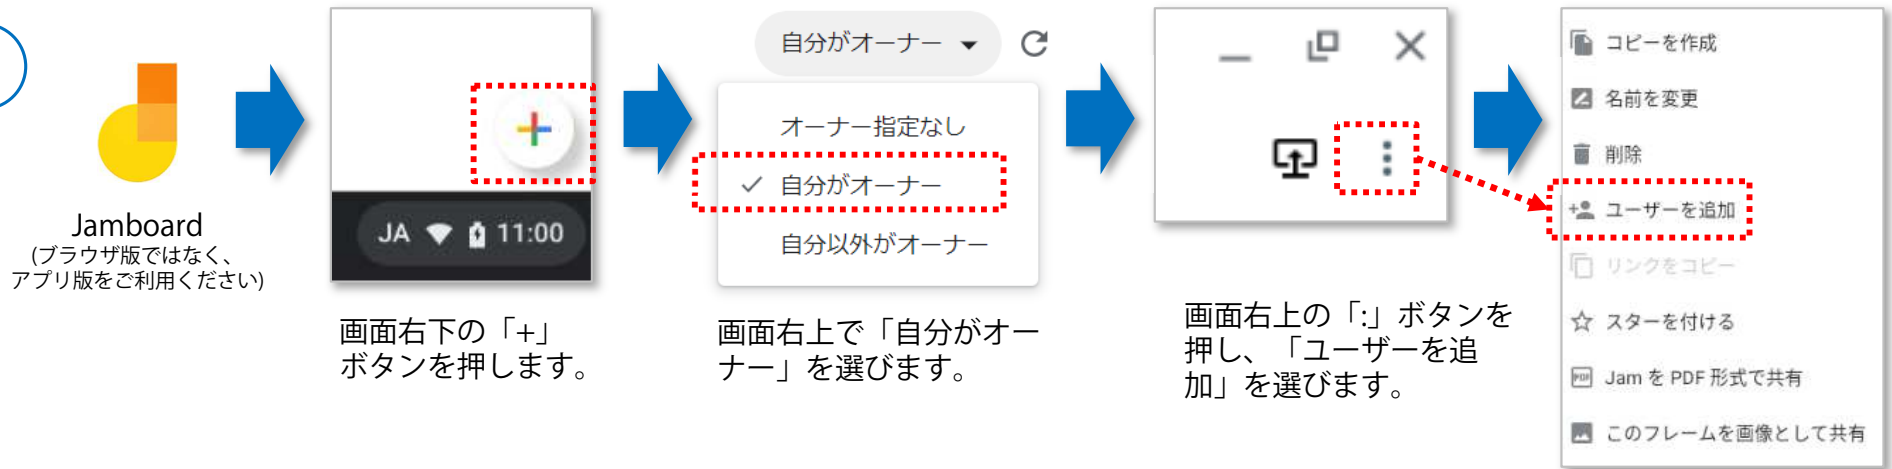 Jamboard
(ブラウザ版ではなく、
アプリ版をご利用ください)
JA 11:00
画面右下の「+」
ボタンを押します。
自分がオーナー
オーナー指定なし
自分がオーナー
自分以外がオーナー
画面右上で「自分がオー
ナー」を選びます。
画面右上の「:」ボタンを
押し、「ユーザーを追
加」を選びます。
コピーを作成
名前を変更
削除
ユーザーを追加
リンクをコピー
スターを付ける
PDF Jam を PDF 形式で共有
このフレームを画像として共有